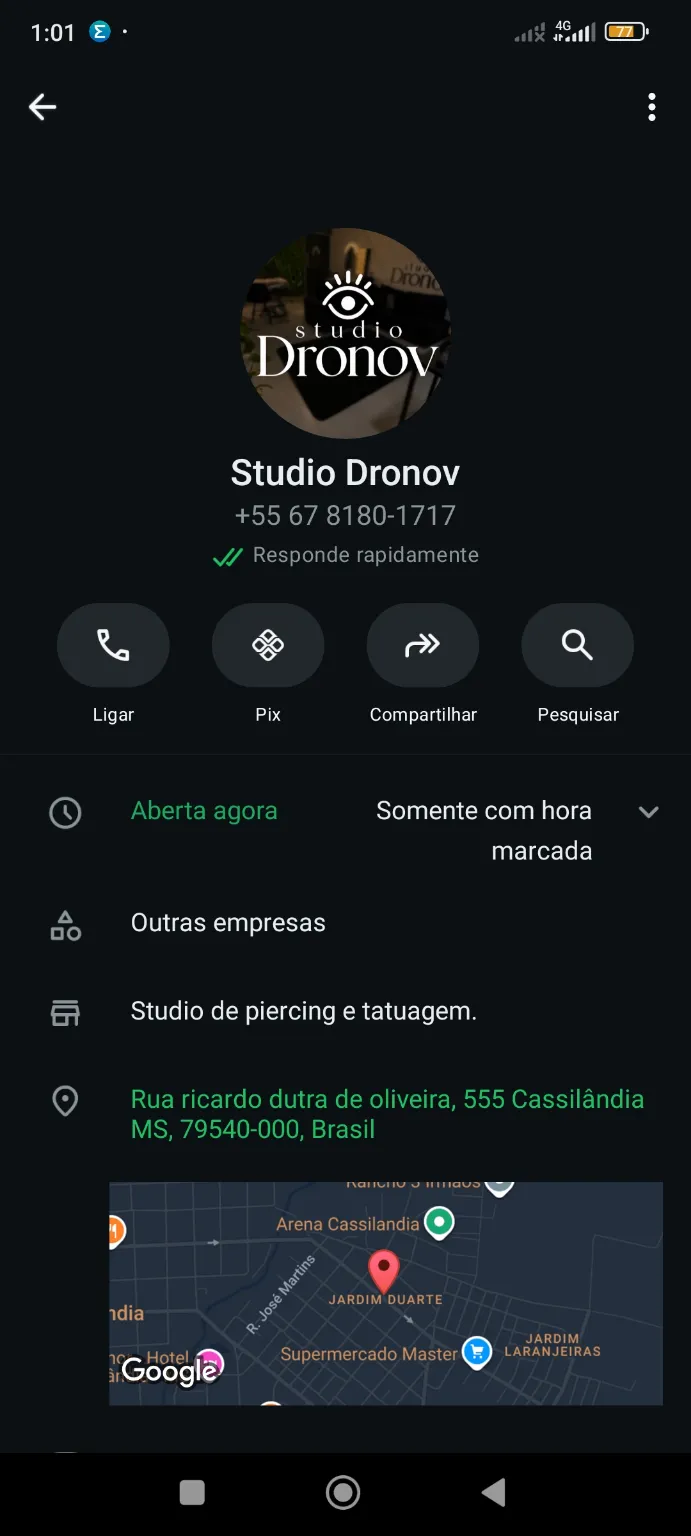 1:01
4G
77
studio
Dronov
Studio Dronov
+55 67 8180-1717
Responde rapidamente
Ligar
Pix
Compartilhar
Pesquisar
Aberta agora
Somente com hora
marcada
Outras empresas
Studio de piercing e tatuagem.
Rua ricardo dutra de oliveira, 555 Cassilândia
MS, 79540-000, Brasil
Arena Cassilandia
R. José Martins
JARDIM DUARTE
ndia
Supermercado Master
JARDIM
LARANJEIRAS
Hotel
Google